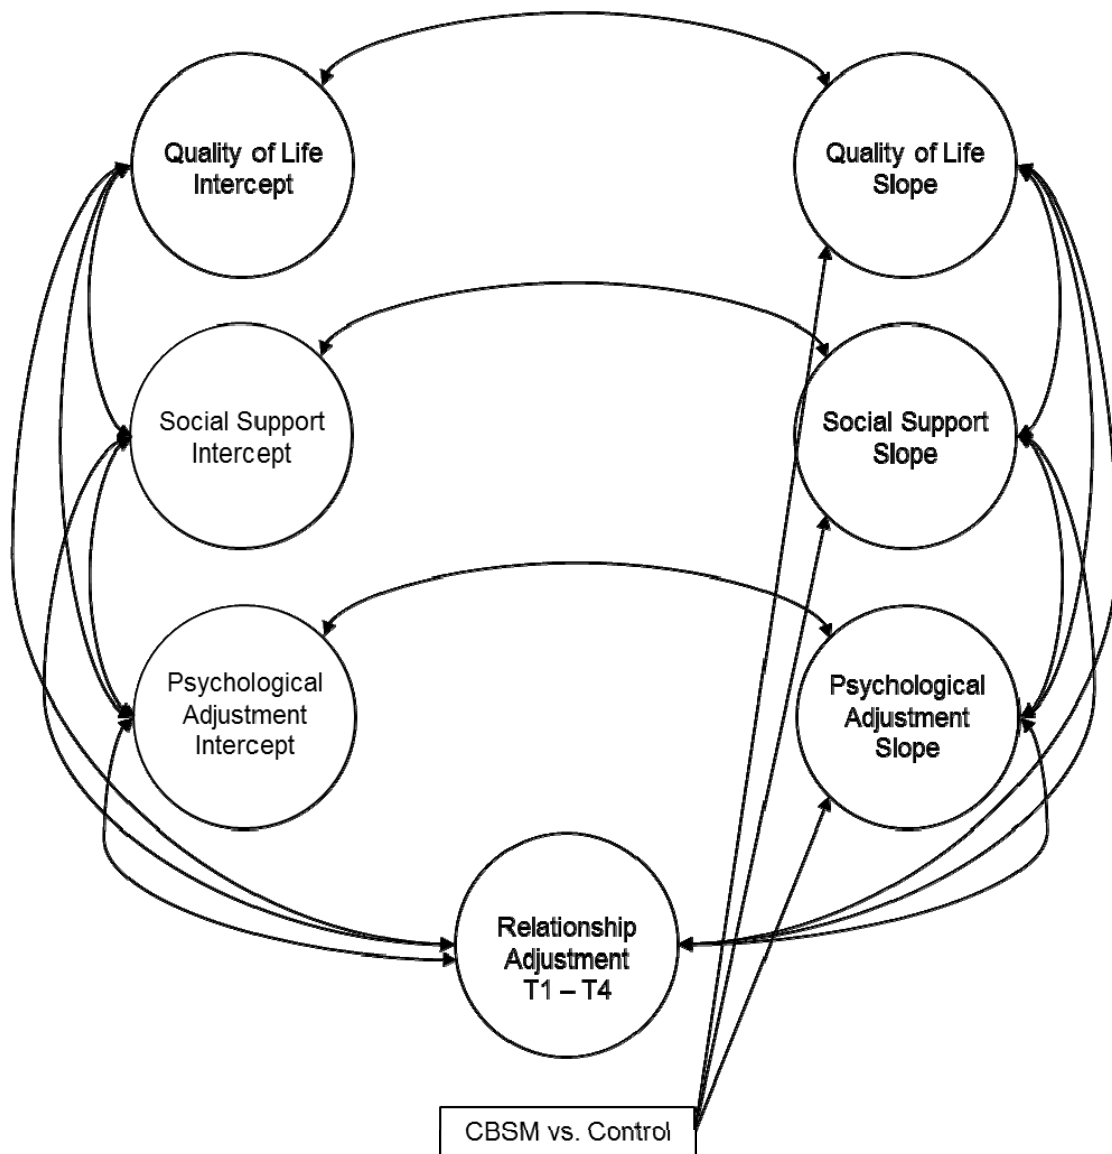 Quality of Life
Intercept
Quality of Life
Slope
Social Support
Intercept
Social Support
Slope
Psychological
Adjustment
Intercept
Psychological
Adjustment
Slope
Relationship
Adjustment
T1 – T4
CBSM vs. Control